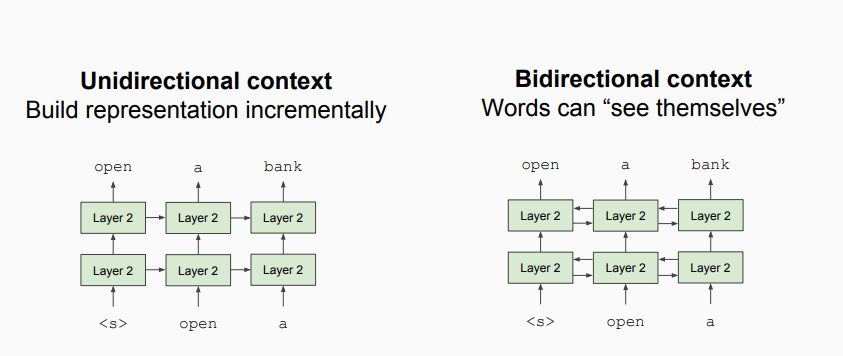 Unidirectional context
Build representation incrementally
open a bank
Layer 2 Layer 2 Layer 2
Layer 2 Layer 2 Layer 2
<s> open a
Bidirectional context
Words can “see themselves”
open a bank
Layer 2 Layer 2 Layer 2
Layer 2 Layer 2 Layer 2
<s> open a